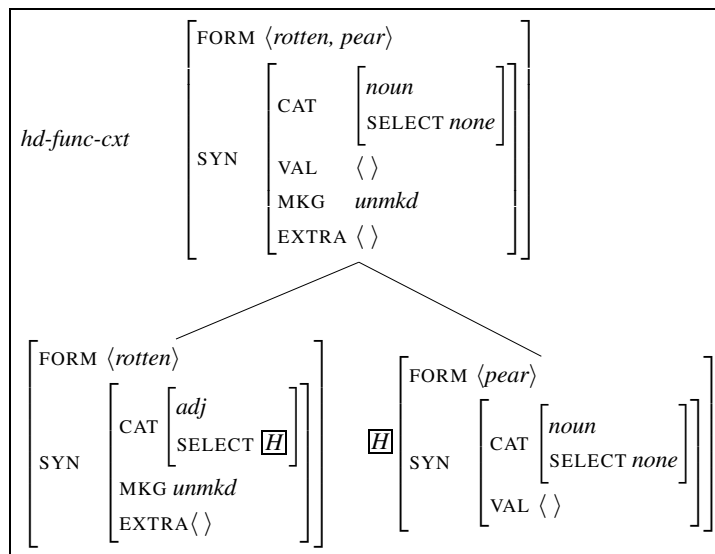 FORM ⟨rotten, pear⟩
noun
CAT
SELECT none
hd-func-cxt
SYN
VAL ⟨ ⟩
MKG unmkd
EXTRA ⟨ ⟩
FORM ⟨rotten⟩
adj
CAT
SELECT H
SYN
MKG unmkd
EXTRA⟨ ⟩
H
FORM ⟨pear⟩
noun
CAT
SELECT none
SYN
VAL ⟨ ⟩